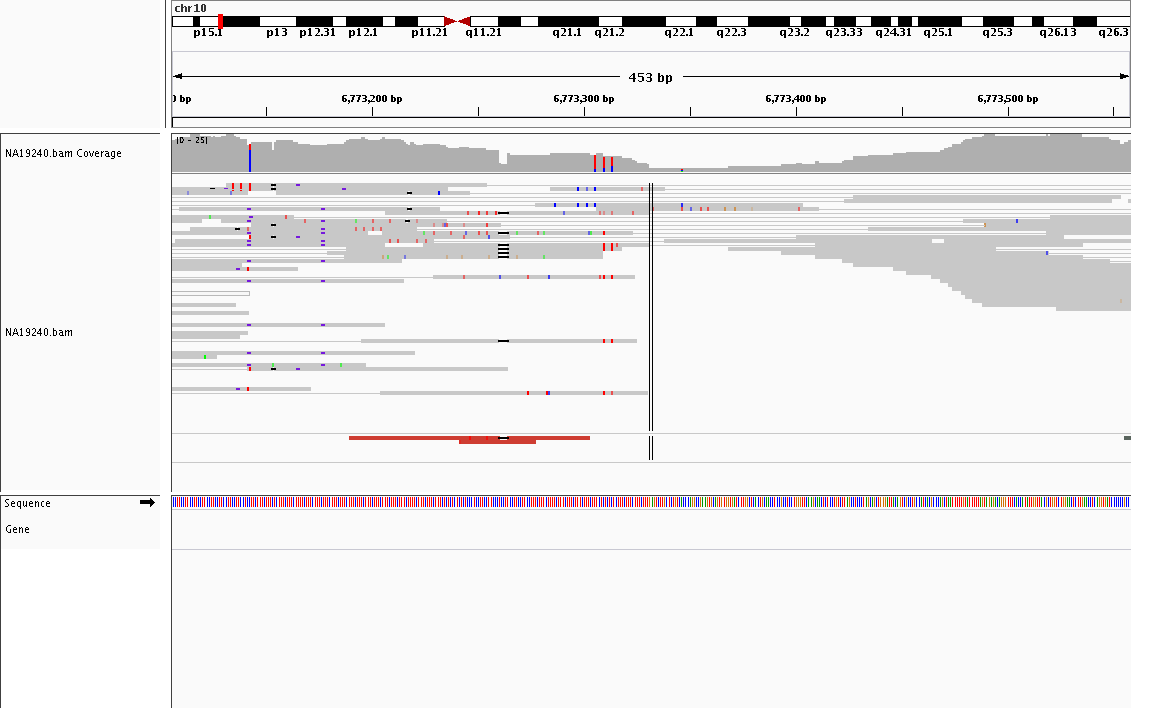 chr10
p15.1 p13 p12.31 p12.1 p11.21 q11.21 q21.1 q21.2 q22.1 q22.3 q23.2 q23.33 q24.31 q25.1 q25.3 q26.13 q26.3
453 bp
0 bp 6,773,200 bp 6,773,300 bp 6,773,400 bp 6,773,500 bp
[0 - 25]
NA19240.bam Coverage
NA19240.bam
Sequence
Gene